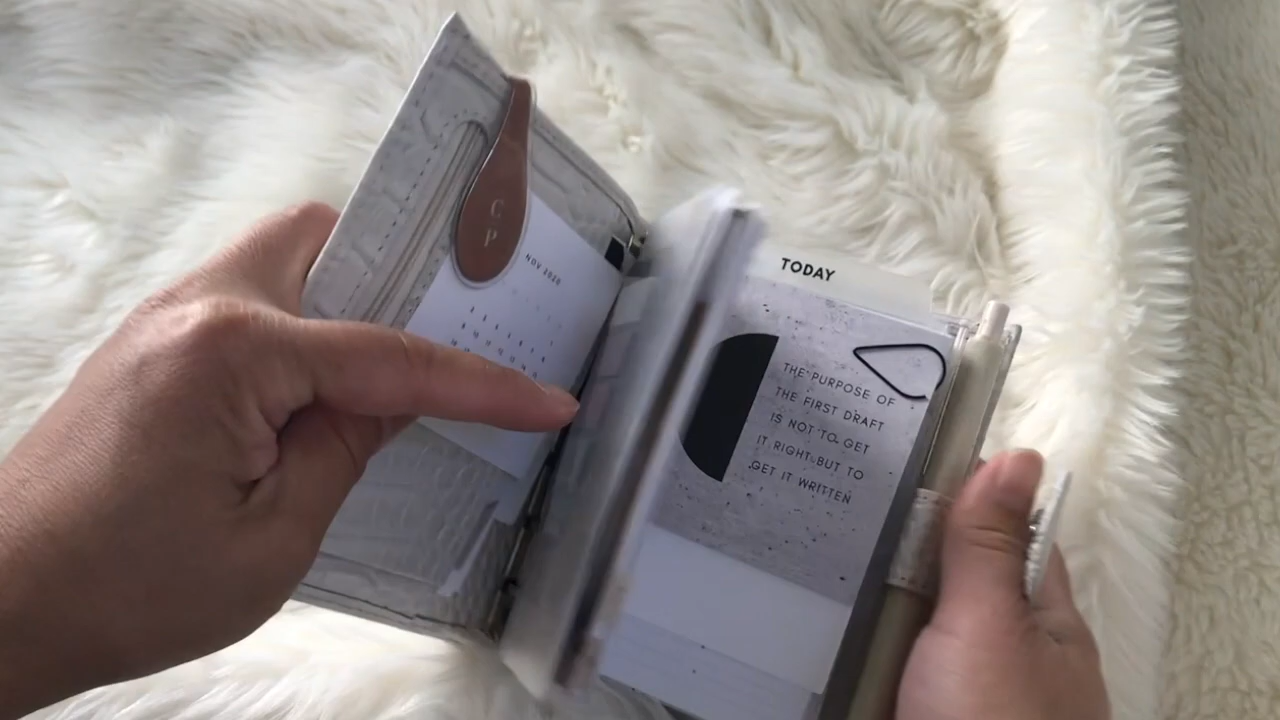 C
P
NOV 2020
TODAY
THE PURPOSE OF
THE FIRST DRAFT
IS NOT TO GET
IT RIGHT BUT TO
GET IT WRITTEN